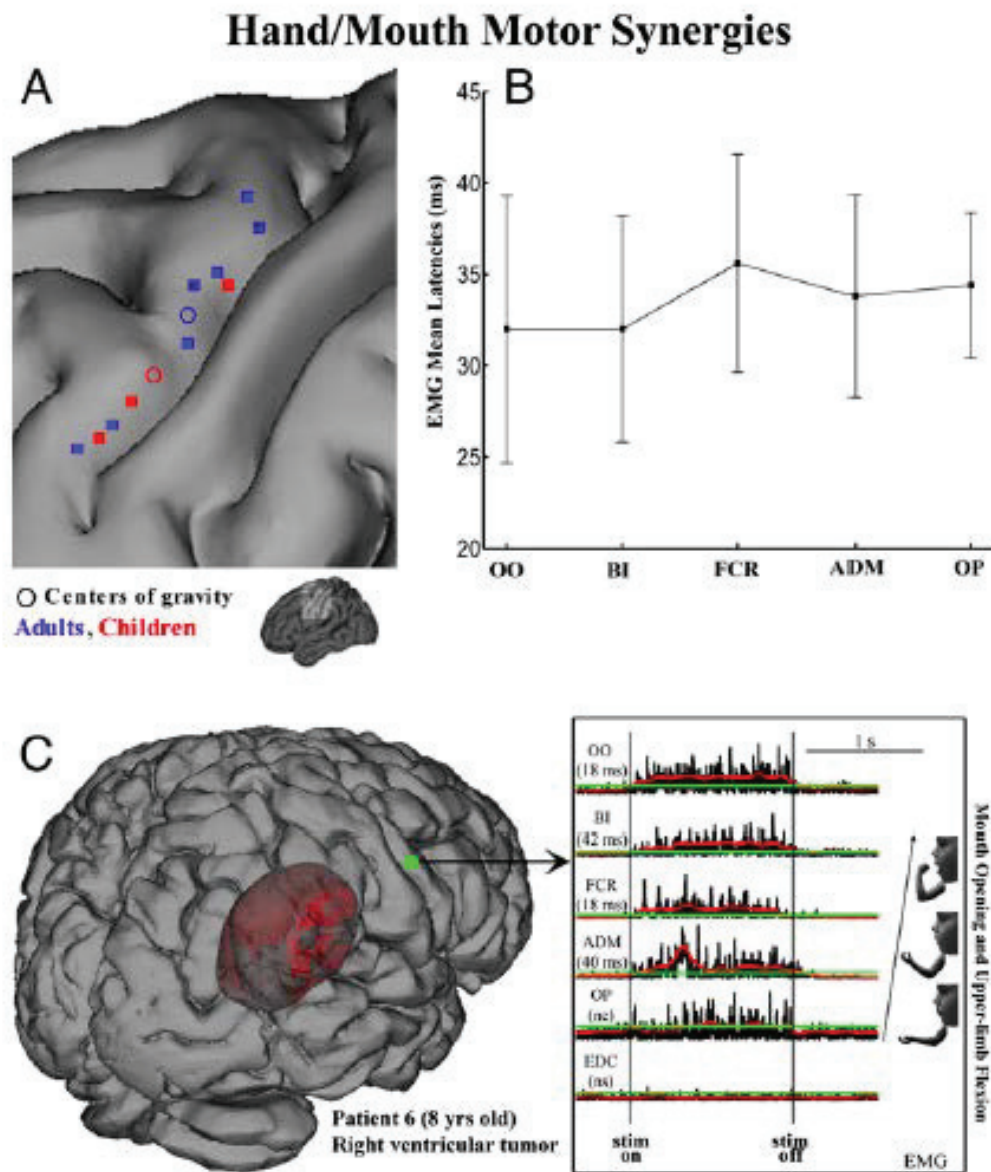 Hand/Mouth Motor Synergies
A
B
EMG Mean Latencies (ms)
45
40
35
30
25
20
OO BI FCR ADM OP
Centers of gravity
Adults, Children
C
Patient 6 (8 yrs old)
Right ventricular tumor
1 s
OO
(18 ms)
BI
(42 ms)
FCR
(18 ms)
ADM
(40 ms)
OP
EDC
(ns)
stim
on
stim
off
EMG
Mouth Opening and Upper-limb Flexion